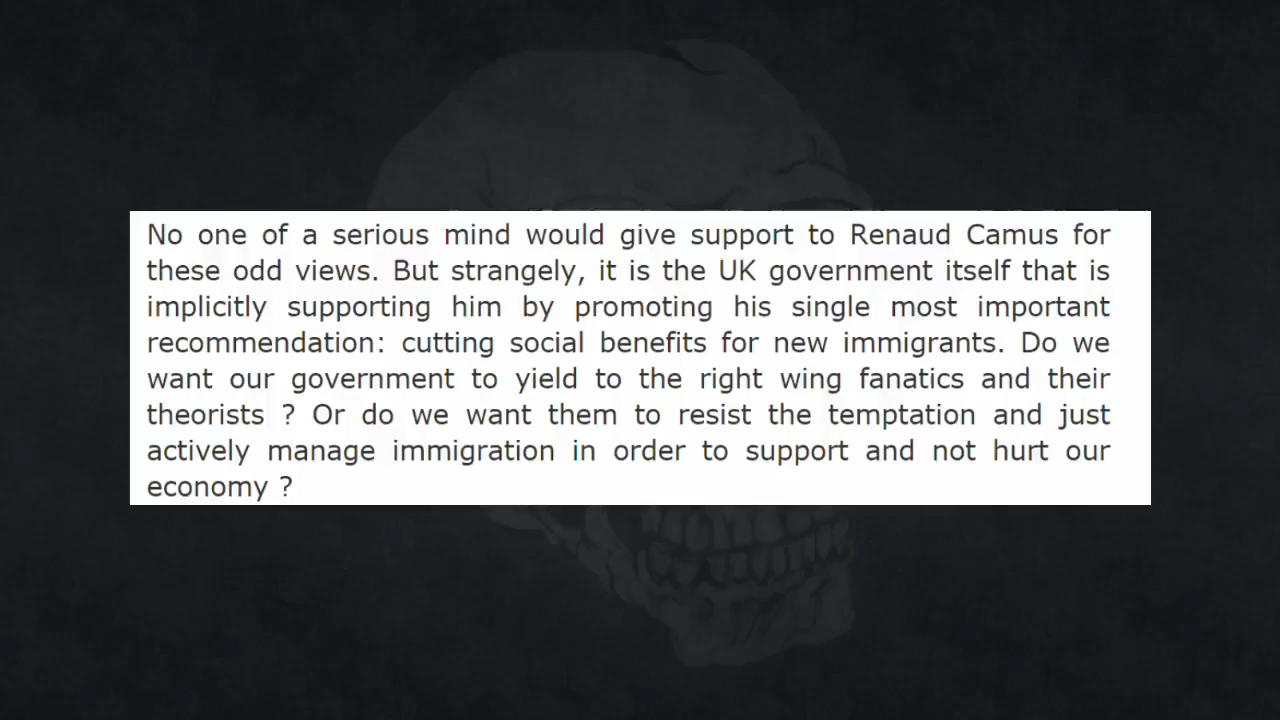 No one of a serious mind would give support to Renaud Camus for
these odd views. But strangely, it is the UK government itself that is
implicitly supporting him by promoting his single most important
recommendation: cutting social benefits for new immigrants. Do we
want our government to yield to the right wing fanatics and their
theorists ? Or do we want them to resist the temptation and just
actively manage immigration in order to support and not hurt our
economy ?